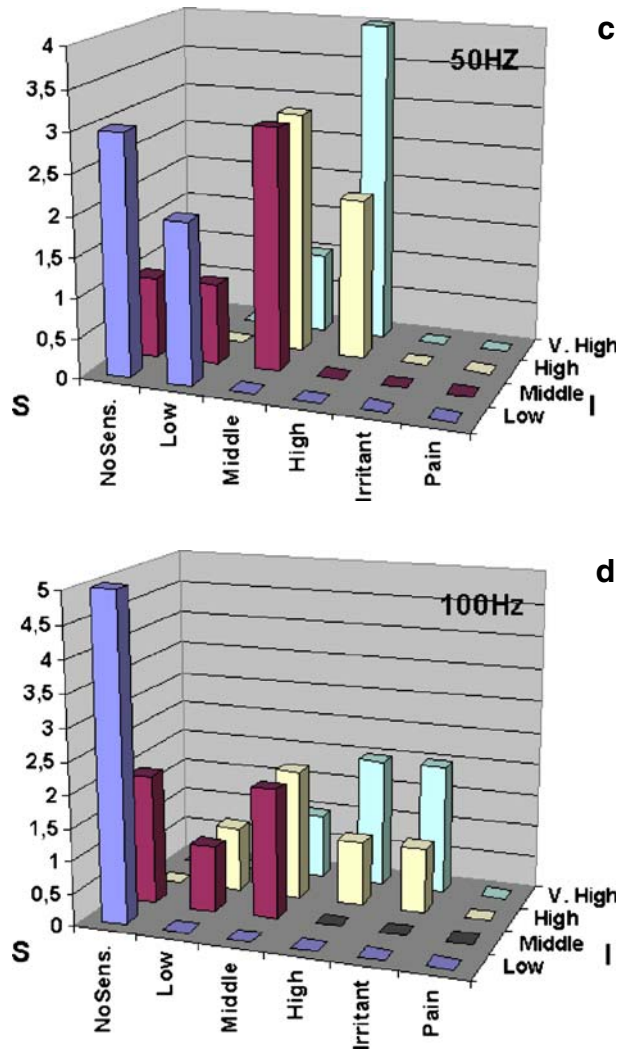 c
50HZ
4
3,5
3
2,5
2
1,5
1
0,5
0
S
NoSens.
Low
Middle
High
Irritant
Pain
V. High
High
Middle
Low
I
d
100Hz
5
4,5
4
3,5
3
2,5
2
1,5
1
0,5
0
S
NoSens.
Low
Middle
High
Irritant
Pain
V. High
High
Middle
Low
I